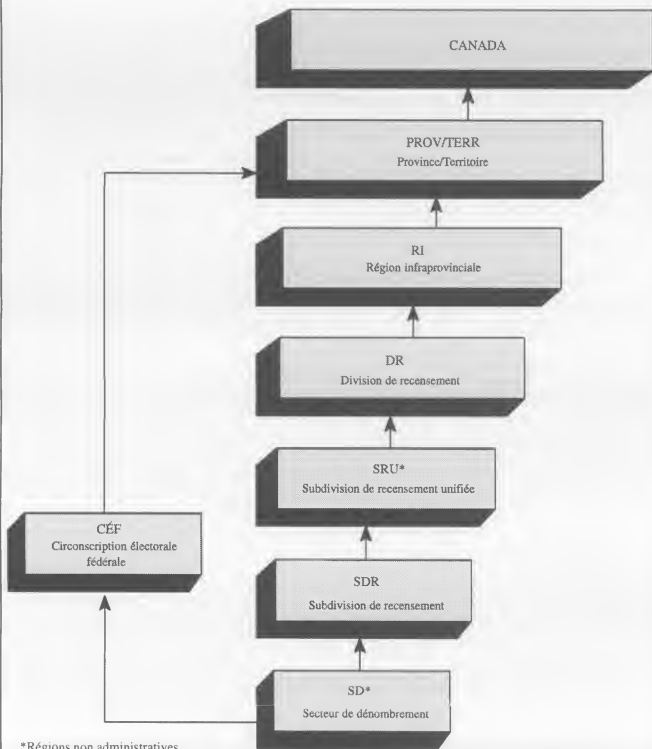 CANADA
PROV/TERR
Province/Territoire
RI
Région infraprovinciale
DR
Division de recensement
SRU*
Subdivision de recensement unifiée
CÉF
Circonscription électorale
fédérale
SDR
Subdivision de recensement
SD*
Secteur de dénombrement
*Régions non administratives